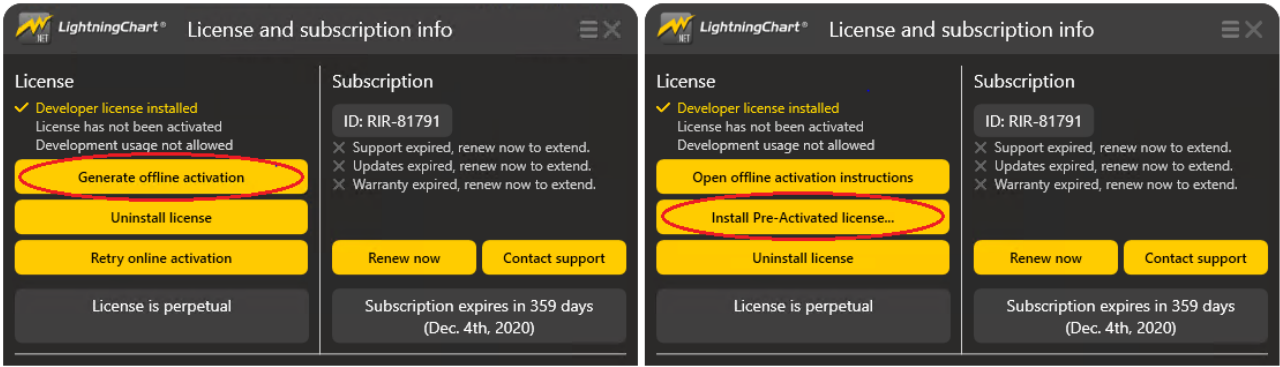 LightningChart® License and subscription info
.NET
License
Developer license installed
License has not been activated
Development usage not allowed
Generate offline activation
Uninstall license
Retry online activation
License is perpetual
Subscription
ID: RIR-81791
Support expired, renew now to extend.
Updates expired, renew now to extend.
Warranty expired, renew now to extend.
Renew now
Contact support
Subscription expires in 359 days
(Dec. 4th, 2020)
LightningChart® License and subscription info
.NET
License
Developer license installed
License has not been activated
Development usage not allowed
Open offline activation instructions
Install Pre-Activated license...
Uninstall license
License is perpetual
Subscription
ID: RIR-81791
Support expired, renew now to extend.
Updates expired, renew now to extend.
Warranty expired, renew now to extend.
Renew now
Contact support
Subscription expires in 359 days
(Dec. 4th, 2020)